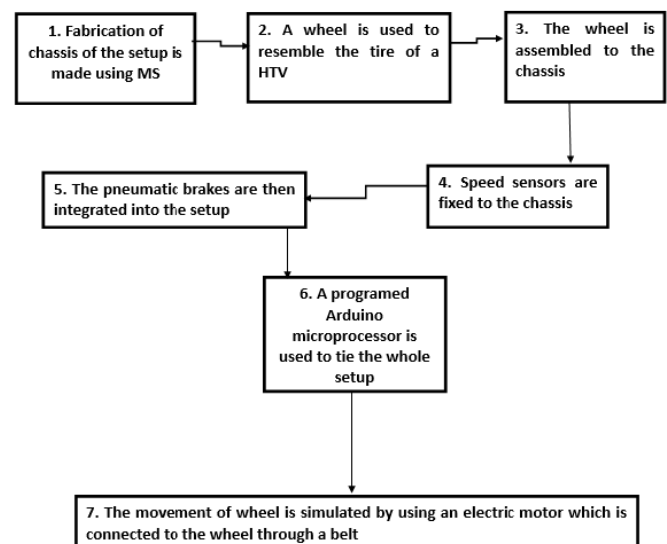 1. Fabrication of
chassis of the setup is
made using MS
2. A wheel is used to
resemble the tire of a
HTV
3. The wheel is
assembled to the
chassis
4. Speed sensors are
fixed to the chassis
5. The pneumatic brakes are then
integrated into the setup
6. A programed
Arduino
microprocessor is
used to tie the whole
setup
7. The movement of wheel is simulated by using an electric motor which is
connected to the wheel through a belt